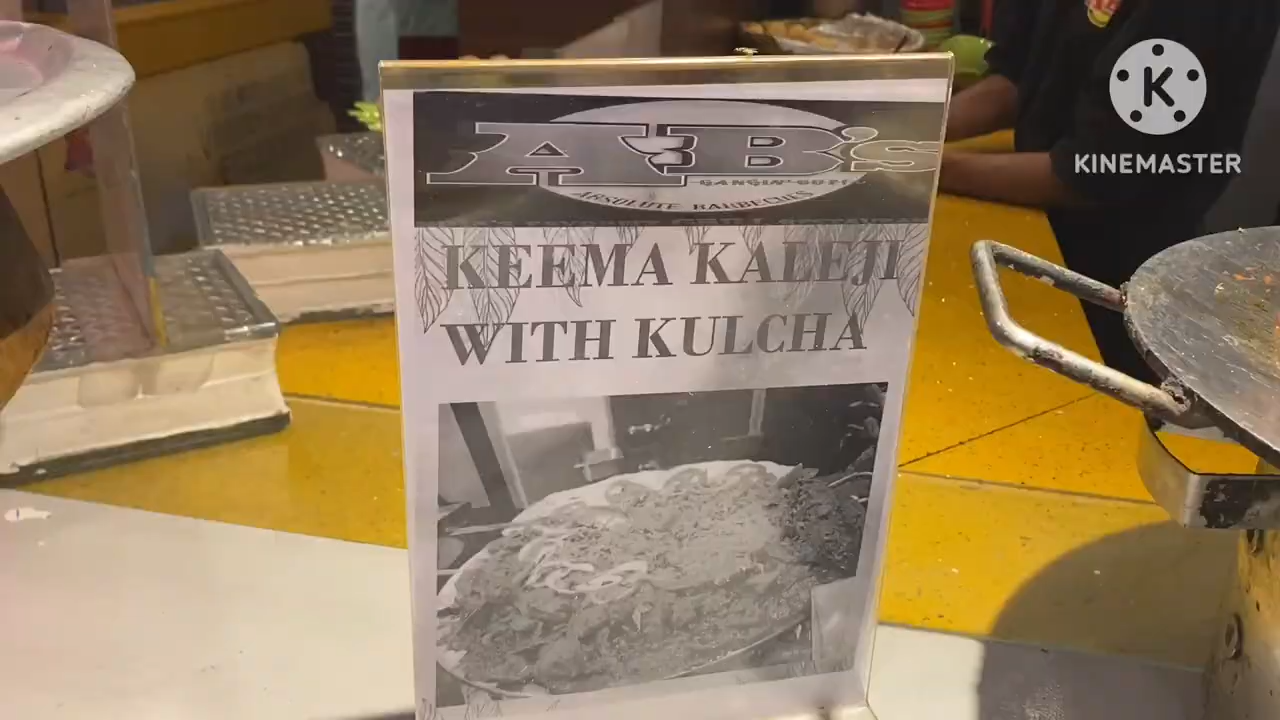 AB's
ABSOLUTE BARBECUES
KEEMA KALEJI
WITH KULCHA
K
KINEMASTER